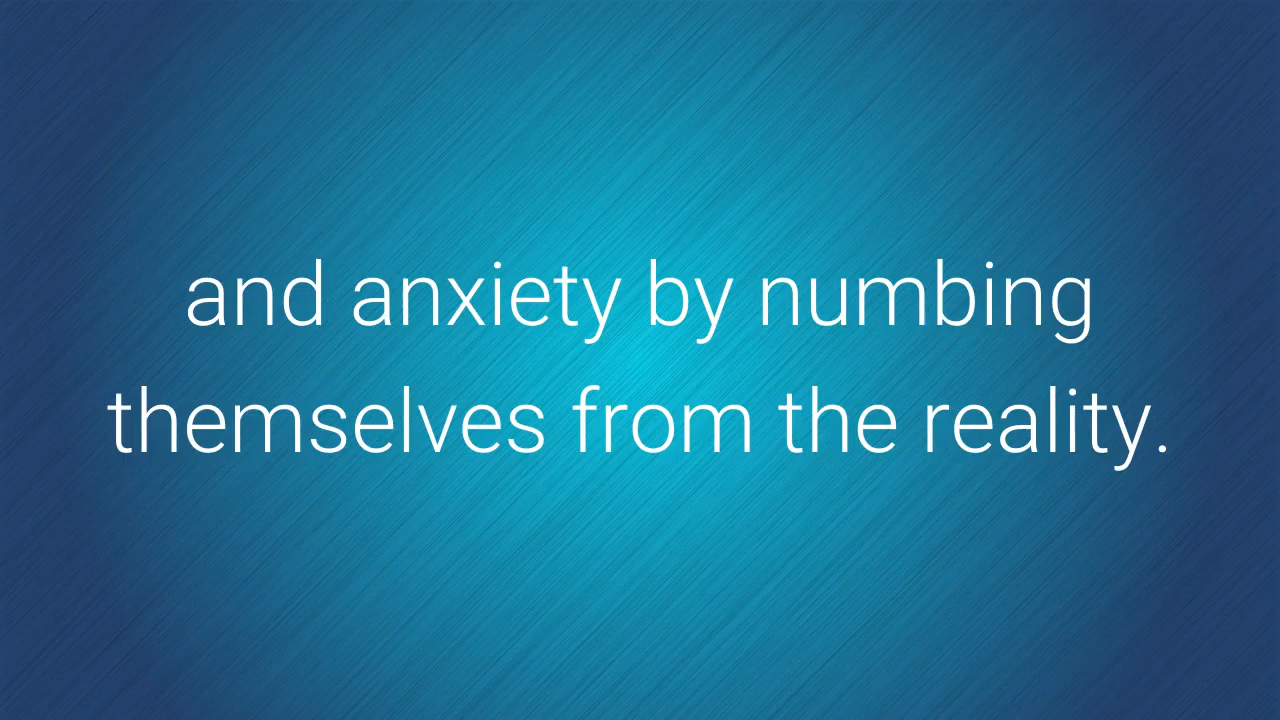 and anxiety by numbing
themselves from the reality.